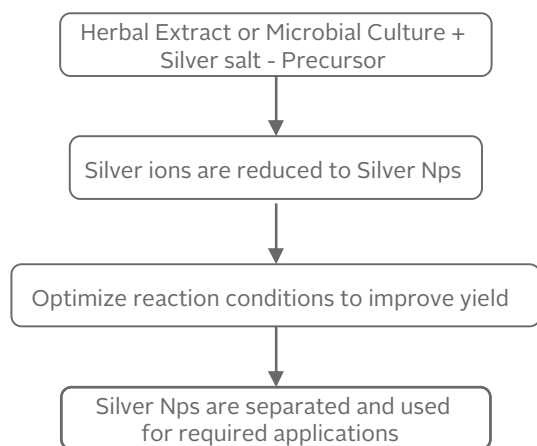 Herbal Extract or Microbial Culture +
Silver salt - Precursor
Silver ions are reduced to Silver Nps
Optimize reaction conditions to improve yield
Silver Nps are separated and used
for required applications